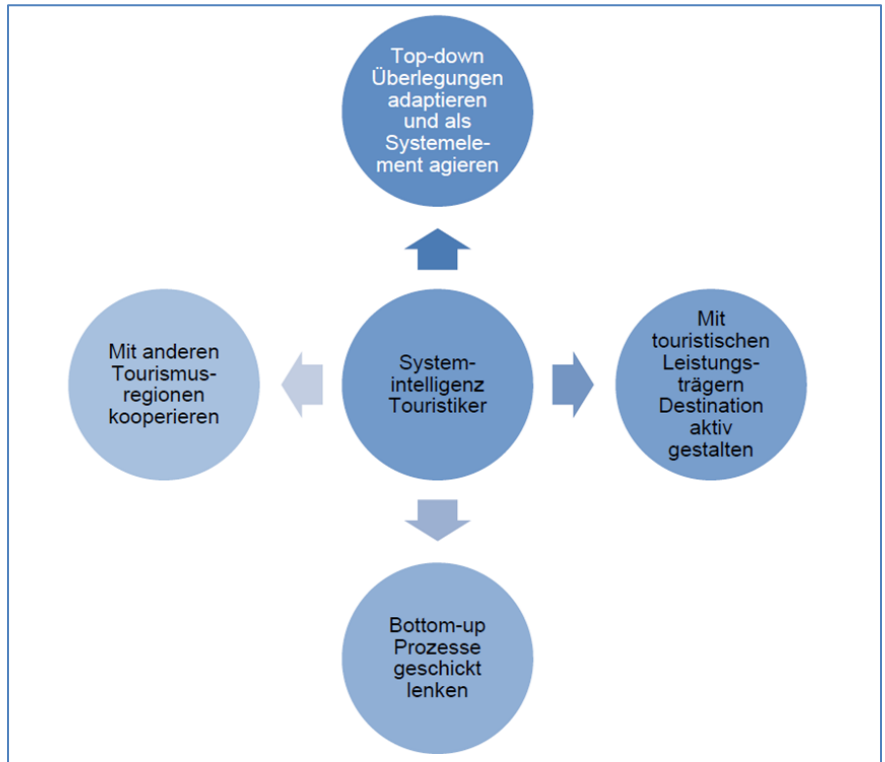 Top-down
Überlegungen
adaptieren
und als
Systemele-
ment agieren
Mit anderen
Tourismus-
regionen
kooperieren
System-
intelligenz
Touristiker
Mit
touristischen
Leistungs-
trägern
Destination
aktiv
gestalten
Bottom-up
Prozesse
geschickt
lenken